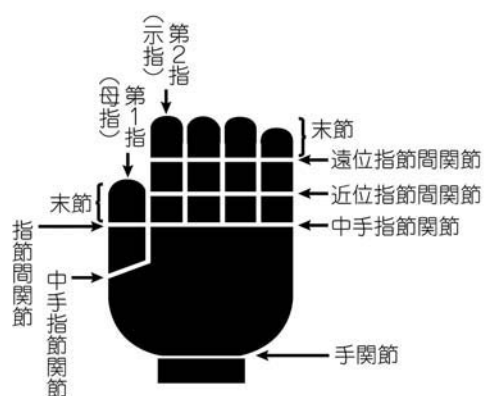 第2指
（示指）
第1指
（母指）
末節
遠位指節間関節
近位指節間関節
中手指節関節
末節
指節間関節
中手指節関節
手関節